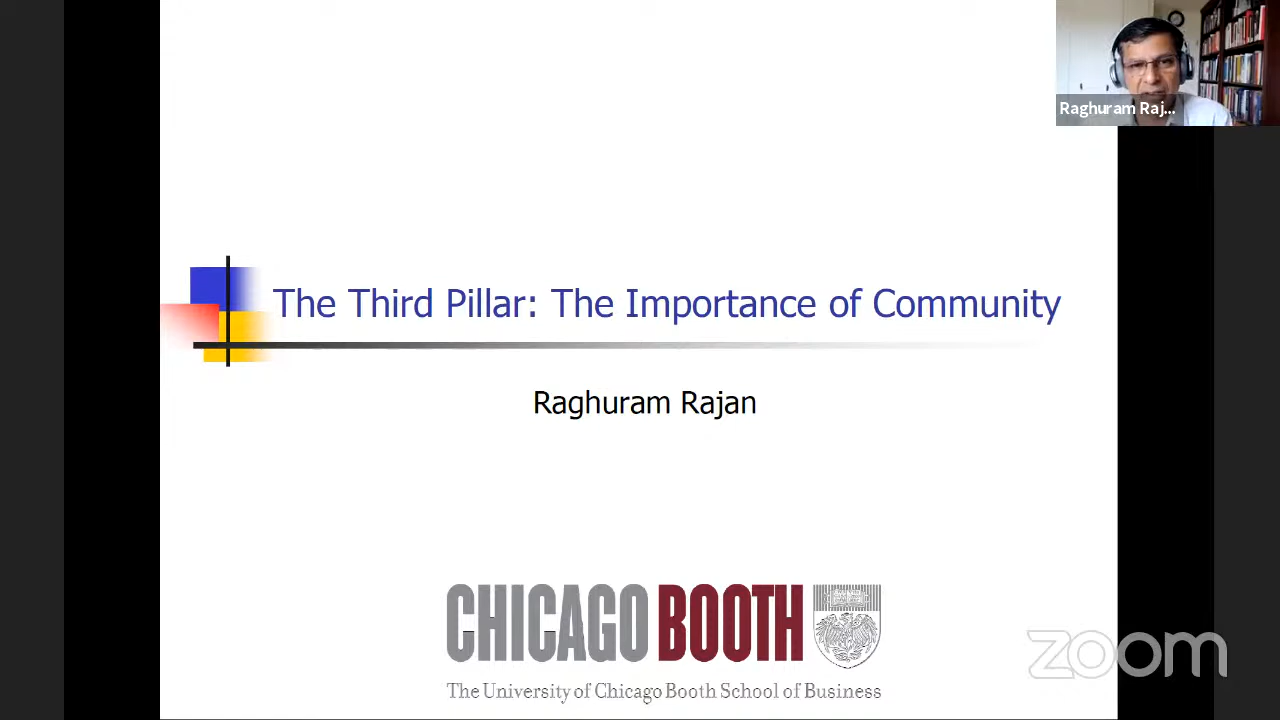 Raghuram Raj...
The Third Pillar: The Importance of Community
Raghuram Rajan
CHICAGO BOOTH
The University of Chicago Booth School of Business
zoom